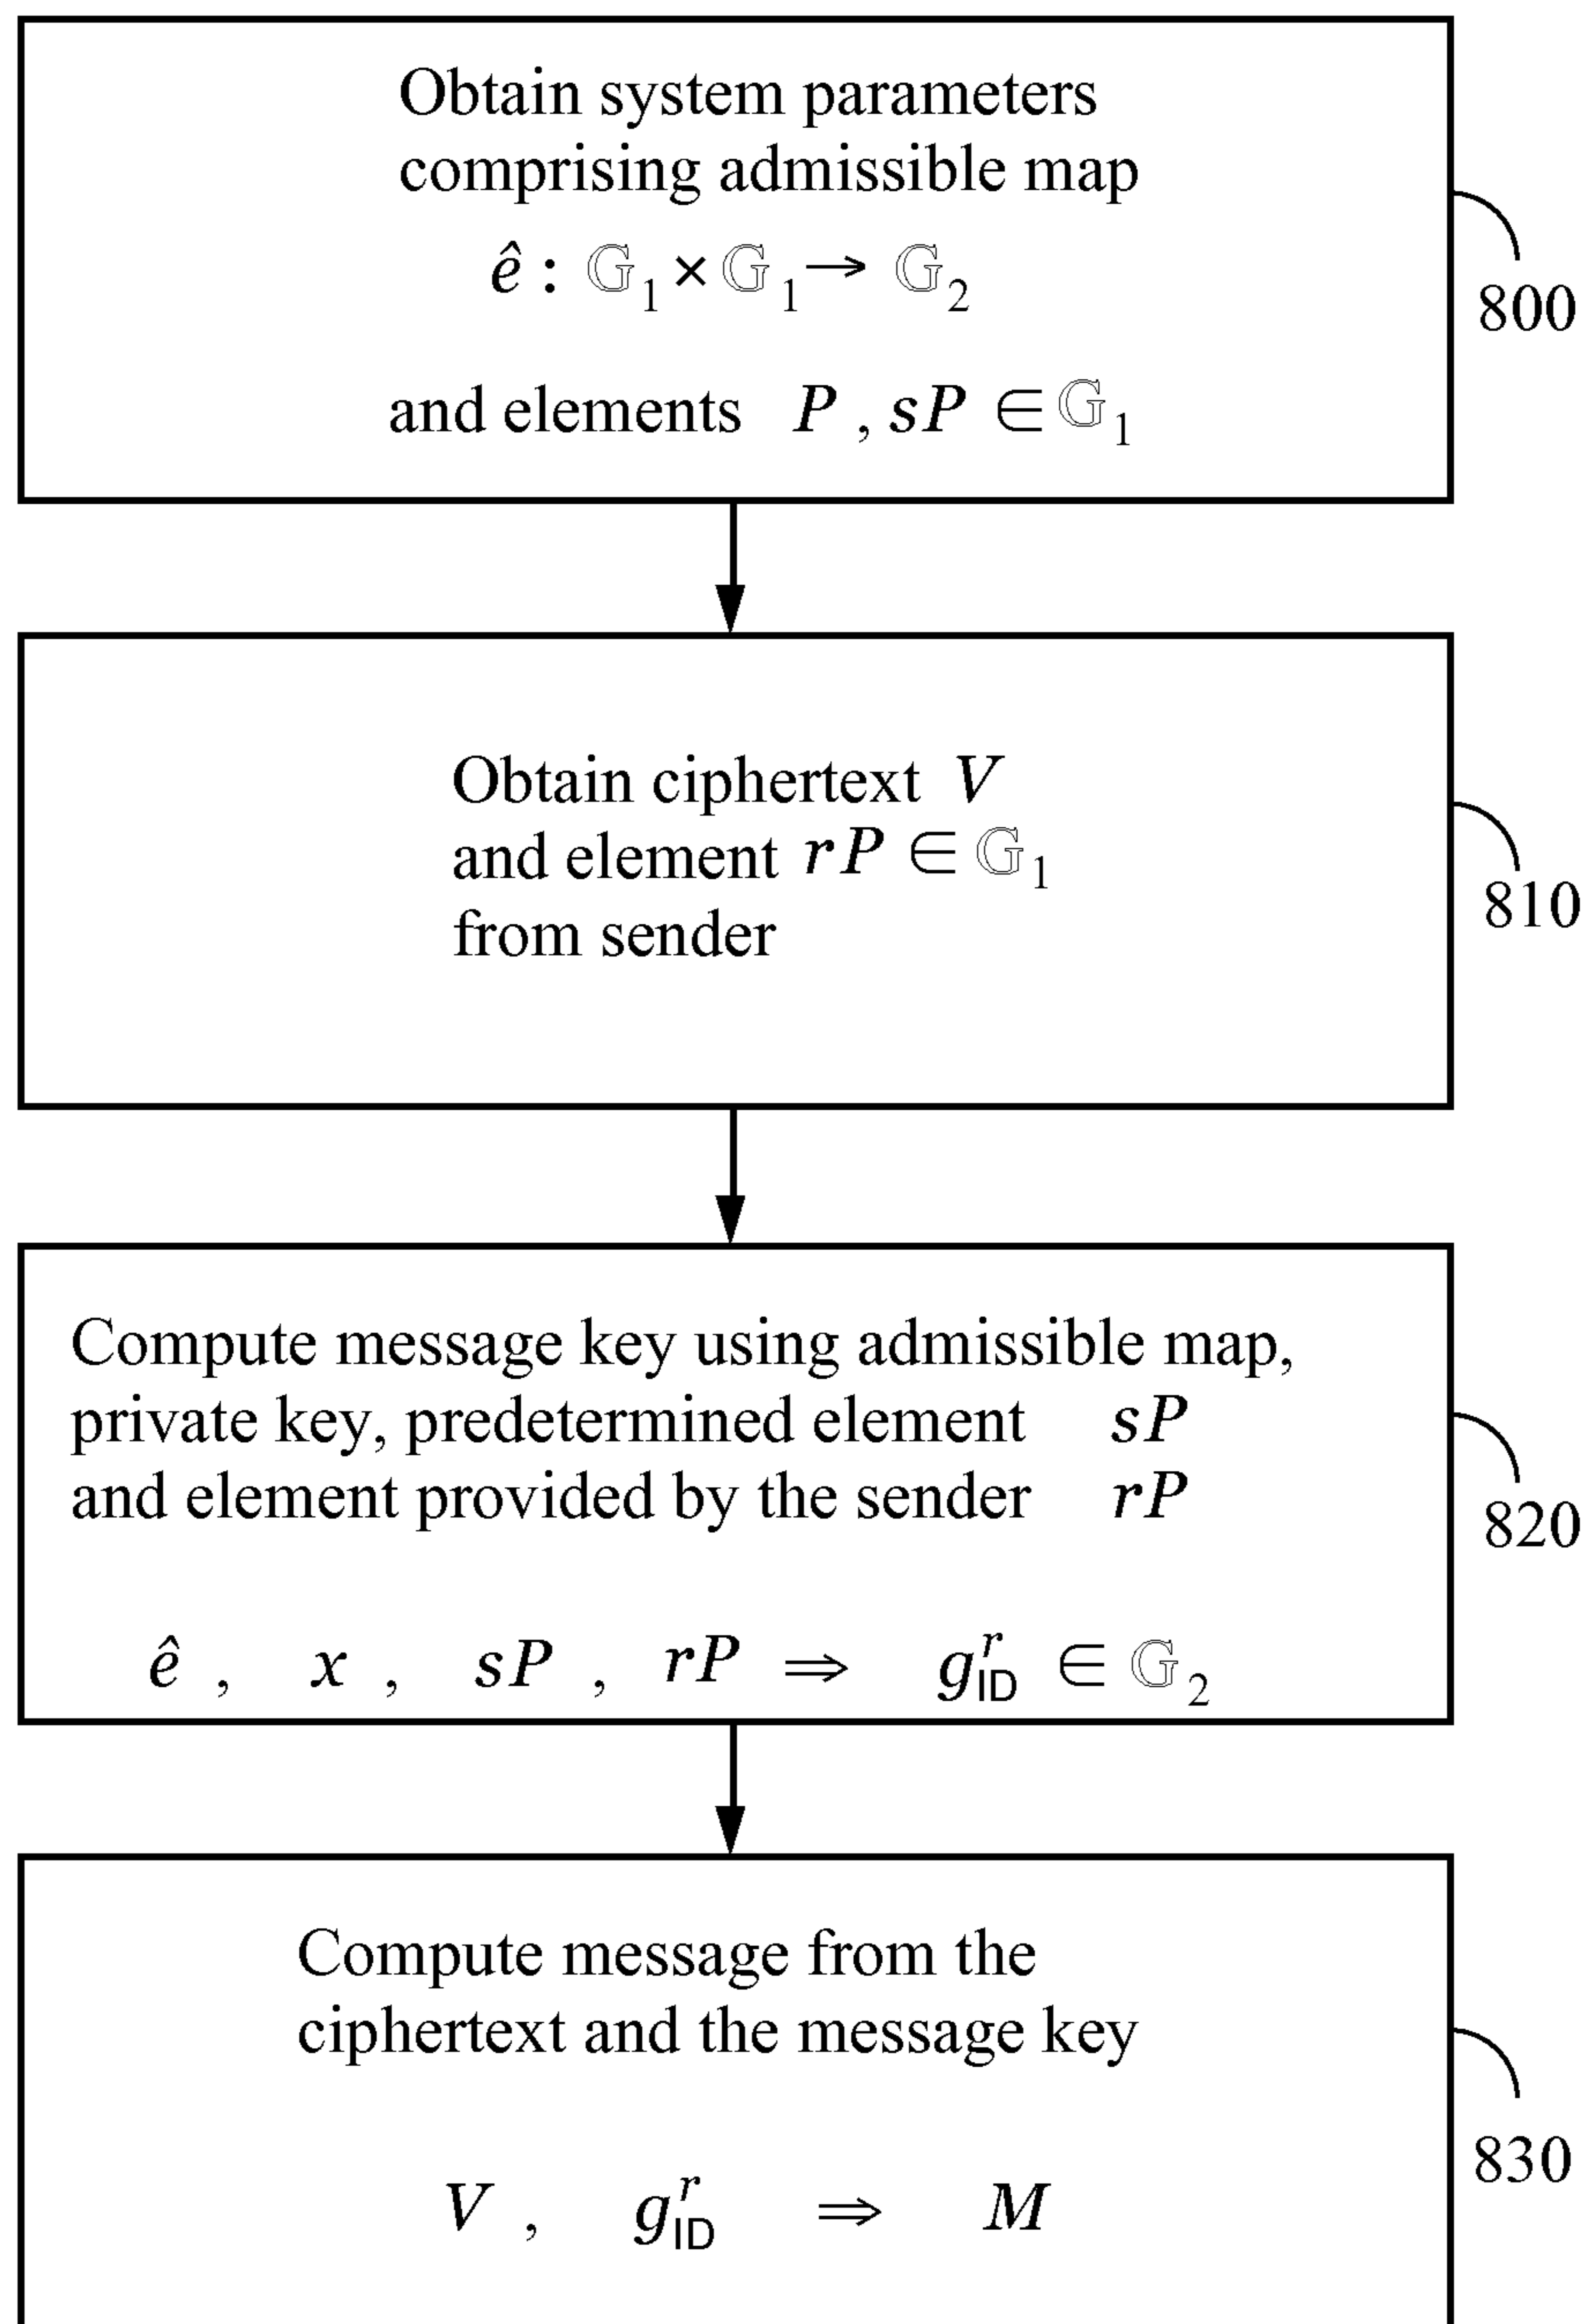 Obtain system parameters
comprising admissible map
ê : 𝔾₁ × 𝔾₁ → 𝔾₂
and elements P , sP ∈ 𝔾₁
800
Obtain ciphertext V
and element rP ∈ 𝔾₁
from sender
810
Compute message key using admissible map,
private key, predetermined element sP
and element provided by the sender rP
ê , x , sP , rP ⇒ g_ID^r ∈ 𝔾₂
820
Compute message from the
ciphertext and the message key
V , g_ID^r ⇒ M
830